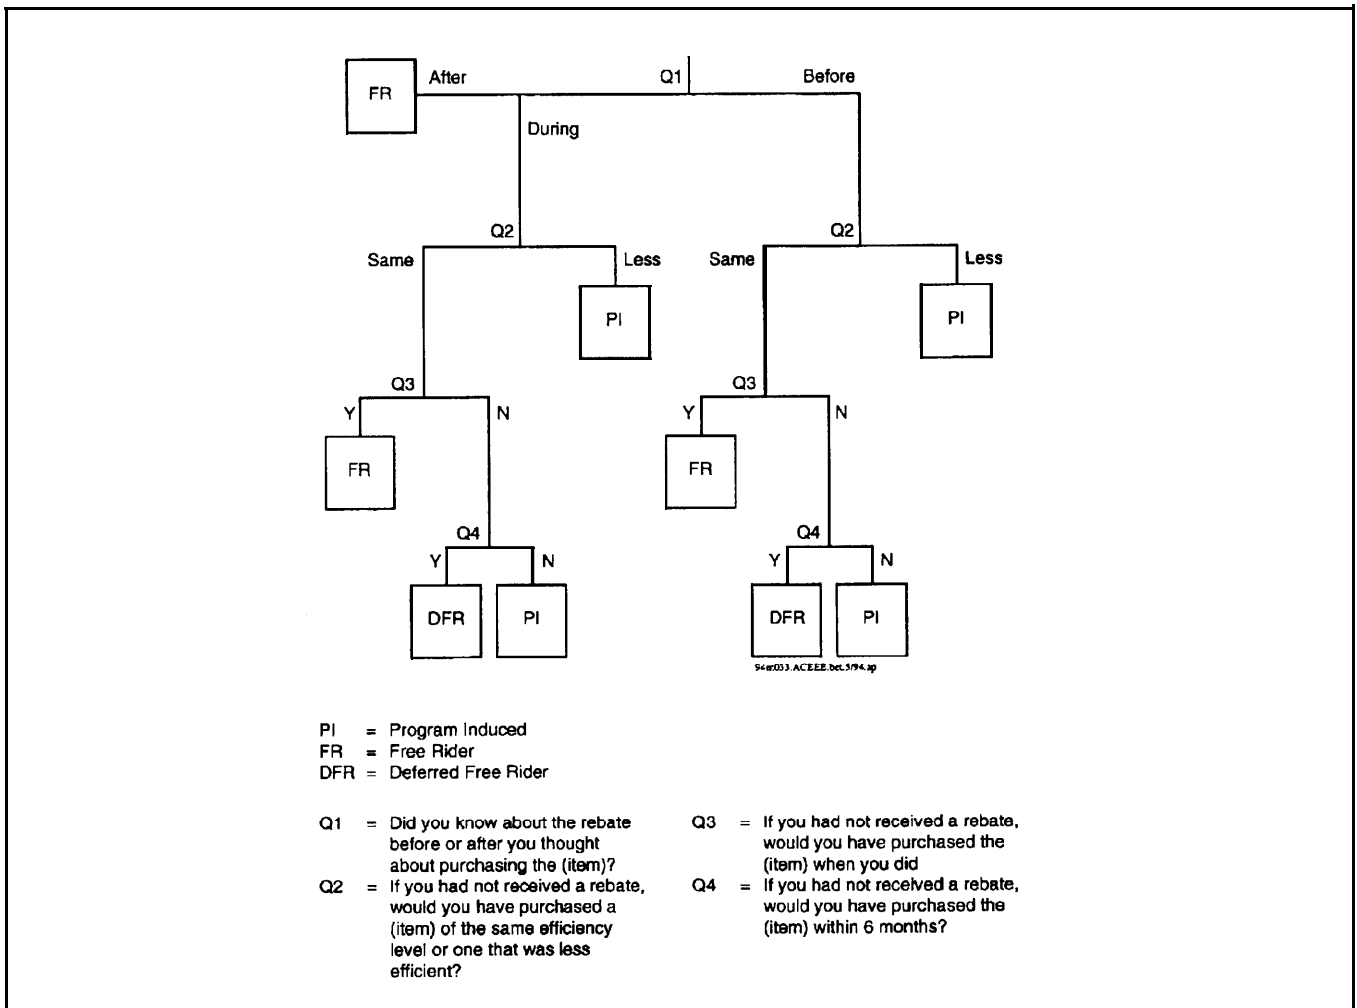 After Q1 Before
FR
During
Q2 Q2
Same Less Same Less
PI PI
Q3 Q3
Y N Y N
FR FR
Q4 Q4
Y N Y N
DFR PI DFR PI
PI = Program Induced
FR = Free Rider
DFR = Deferred Free Rider
Q1 = Did you know about the rebate
before or after you thought
about purchasing the (item)?
Q2 = If you had not received a rebate,
would you have purchased a
(item) of the same efficiency
level or one that was less
efficient?
Q3 = If you had not received a rebate,
would you have purchased the
(item) when you did
Q4 = If you had not received a rebate,
would you have purchased the
(item) within 6 months?